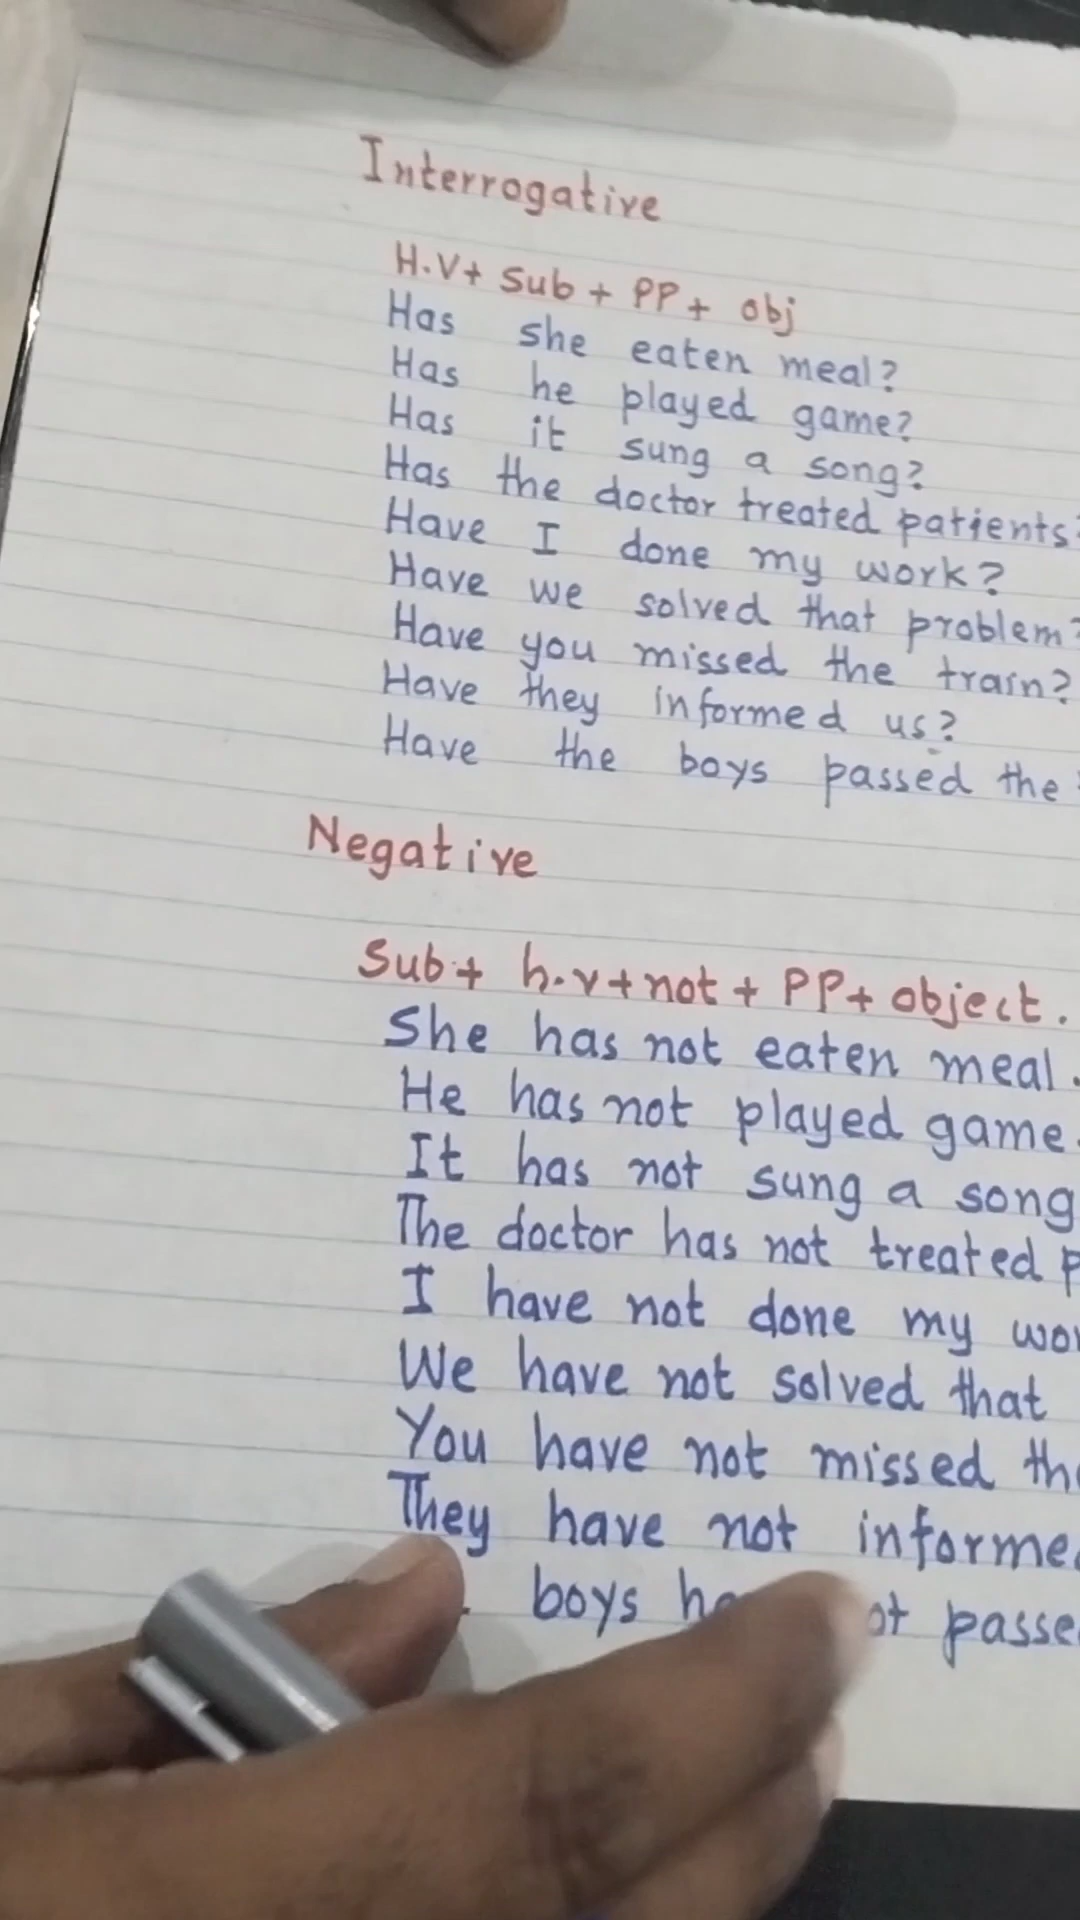 Interrogative
H.V+ Sub + PP + obj
Has she eaten meal?
Has he played game?
Has it sung a song?
Has the doctor treated patients?
Have I done my work?
Have we solved that problem?
Have you missed the train?
Have they informed us?
Have the boys passed the
Negative
Sub + h.v + not + PP + object.
She has not eaten meal.
He has not played game.
It has not sung a song
The doctor has not treated
I have not done my
We have not solved that
You have not missed
They have not
boys passe